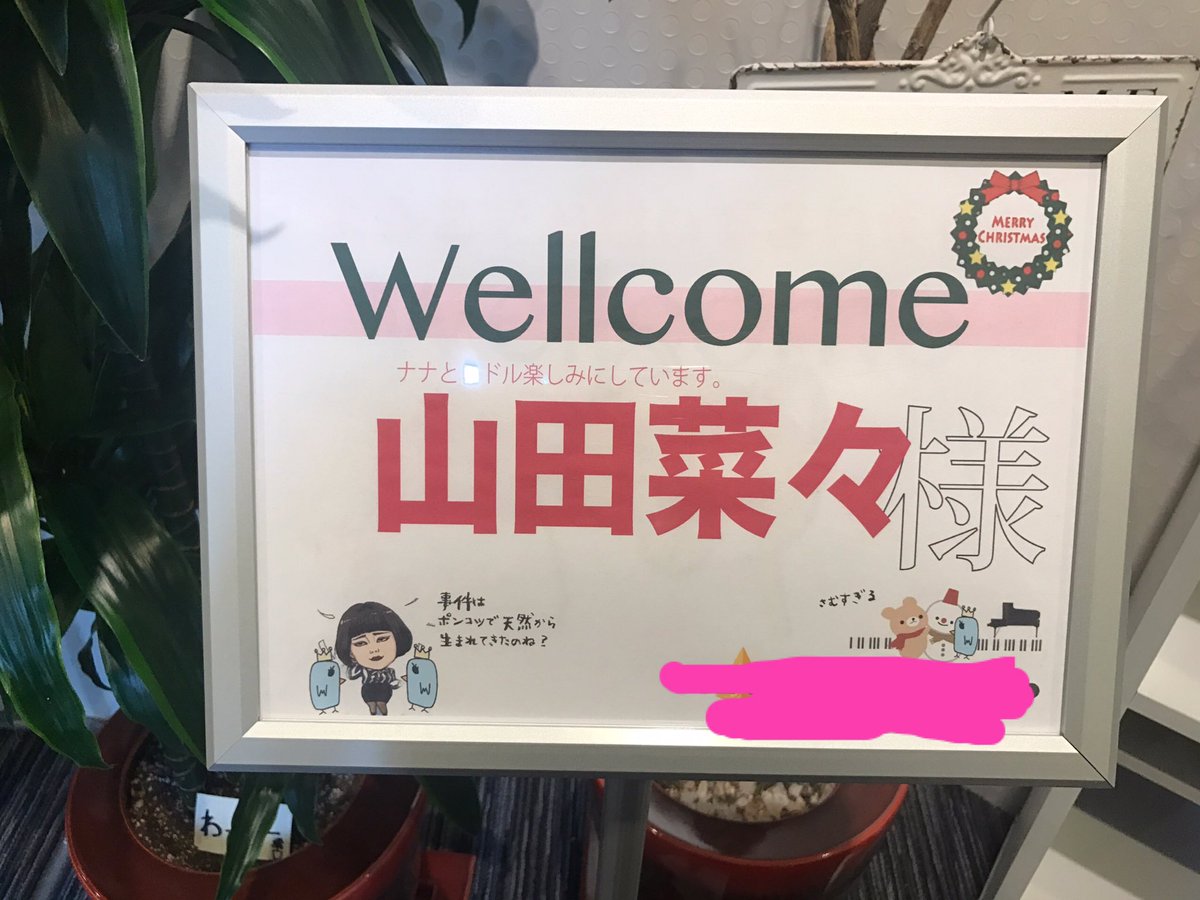 Wellcome
MERRY
CHRISTMAS
ナナと
ドル楽しみにしています。
山田菜々様
事件は
ポンコツで天然から
生まれてきたのね?
さむすぎる
W
W